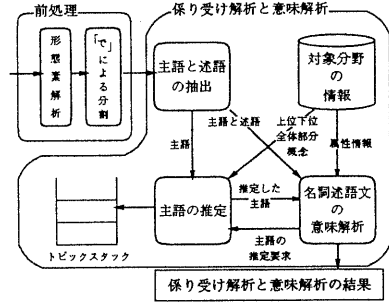 前処理
係り受け解析と意味解析
形態素解析
「で」による分割
主語と述語
の抽出
対象分野
の
情報
主語と述語
上位下位
全体部分
概念
主語
属性情報
主語の推定
推定した
主語
名詞述語文
の
意味解析
主語の
推定要求
トピックスタック
係り受け解析と意味解析の結果